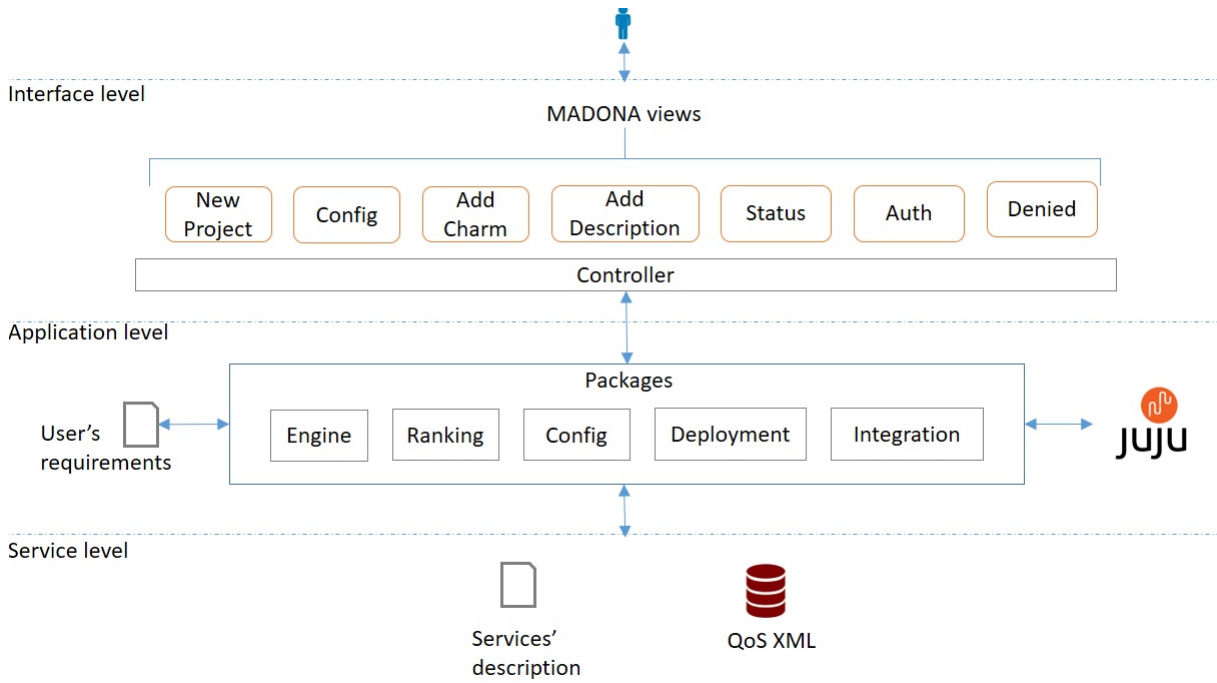 Interface level
MADONA views
New
Project
Config
Add
Charm
Add
Description
Status
Auth
Denied
Controller
Application level
Packages
User's
requirements
Engine
Ranking
Config
Deployment
Integration
juju
Service level
Services'
description
QoS XML